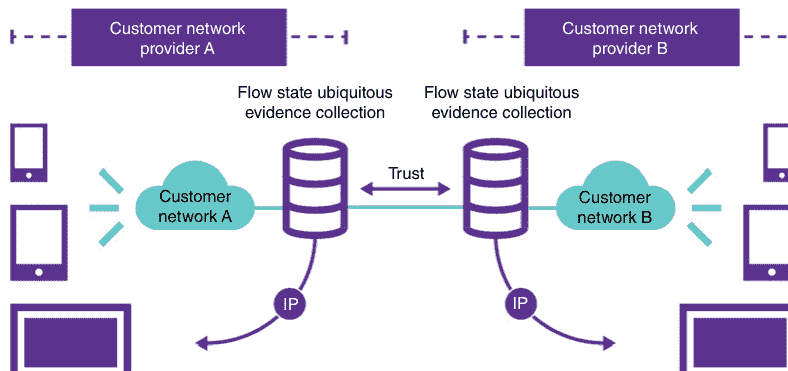 Customer network
provider A
Customer network
provider B
Flow state ubiquitous
evidence collection
Flow state ubiquitous
evidence collection
Trust
Customer
network A
Customer
network B
IP
IP